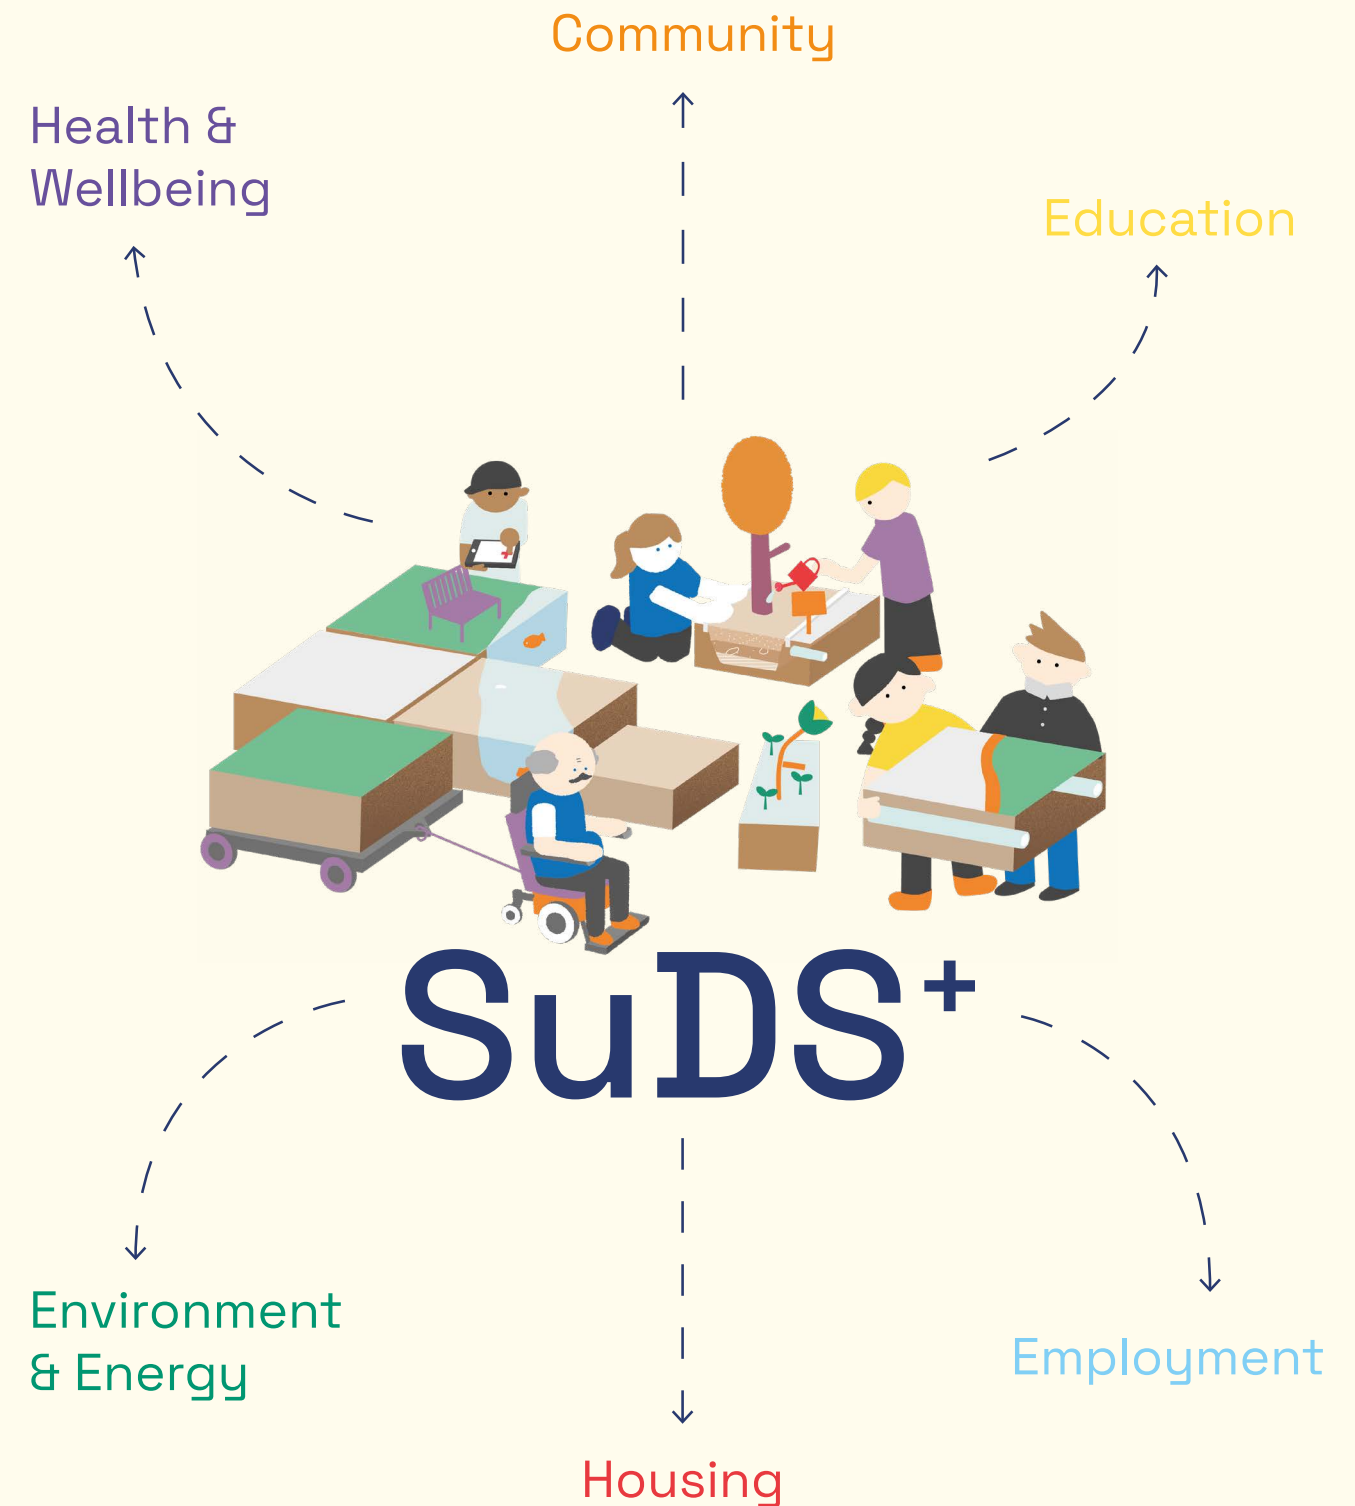 Community
Health &
Wellbeing
Education
SuDS+
Environment
& Energy
Employment
Housing